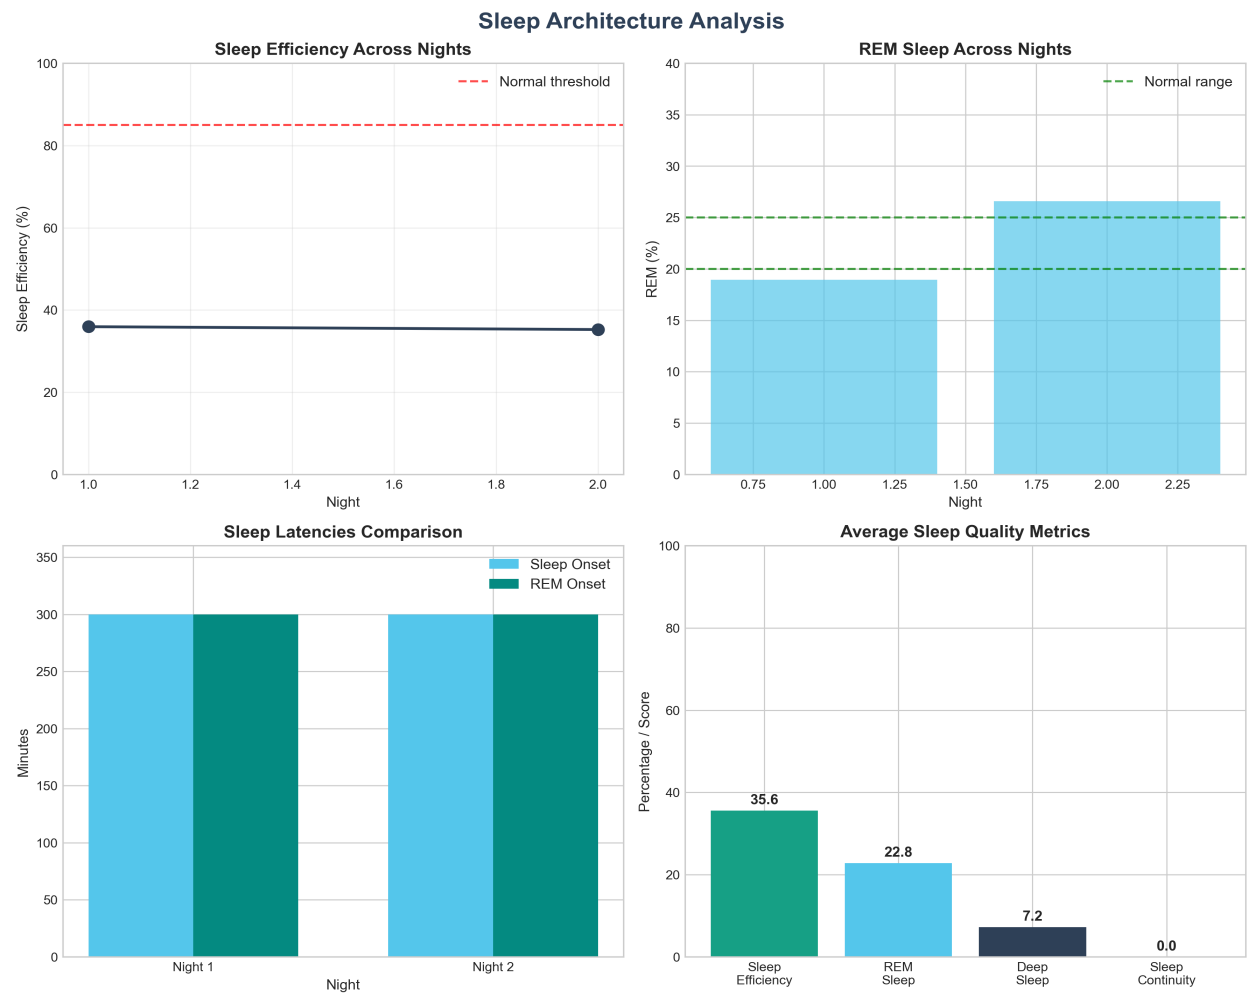 Sleep Architecture Analysis
Sleep Efficiency Across Nights
100
80
60
40
20
0
Sleep Efficiency (%)
Normal threshold
1.0 1.2 1.4 1.6 1.8 2.0
Night
REM Sleep Across Nights
40
35
30
25
20
15
10
5
0
REM (%)
Normal range
0.75 1.00 1.25 1.50 1.75 2.00 2.25
Night
Sleep Latencies Comparison
350
300
250
200
150
100
50
0
Minutes
Sleep Onset
REM Onset
Night 1 Night 2
Night
Average Sleep Quality Metrics
100
80
60
40
20
0
Percentage / Score
35.6
22.8
7.2
0.0
Sleep
Efficiency
REM
Sleep
Deep
Sleep
Sleep
Continuity